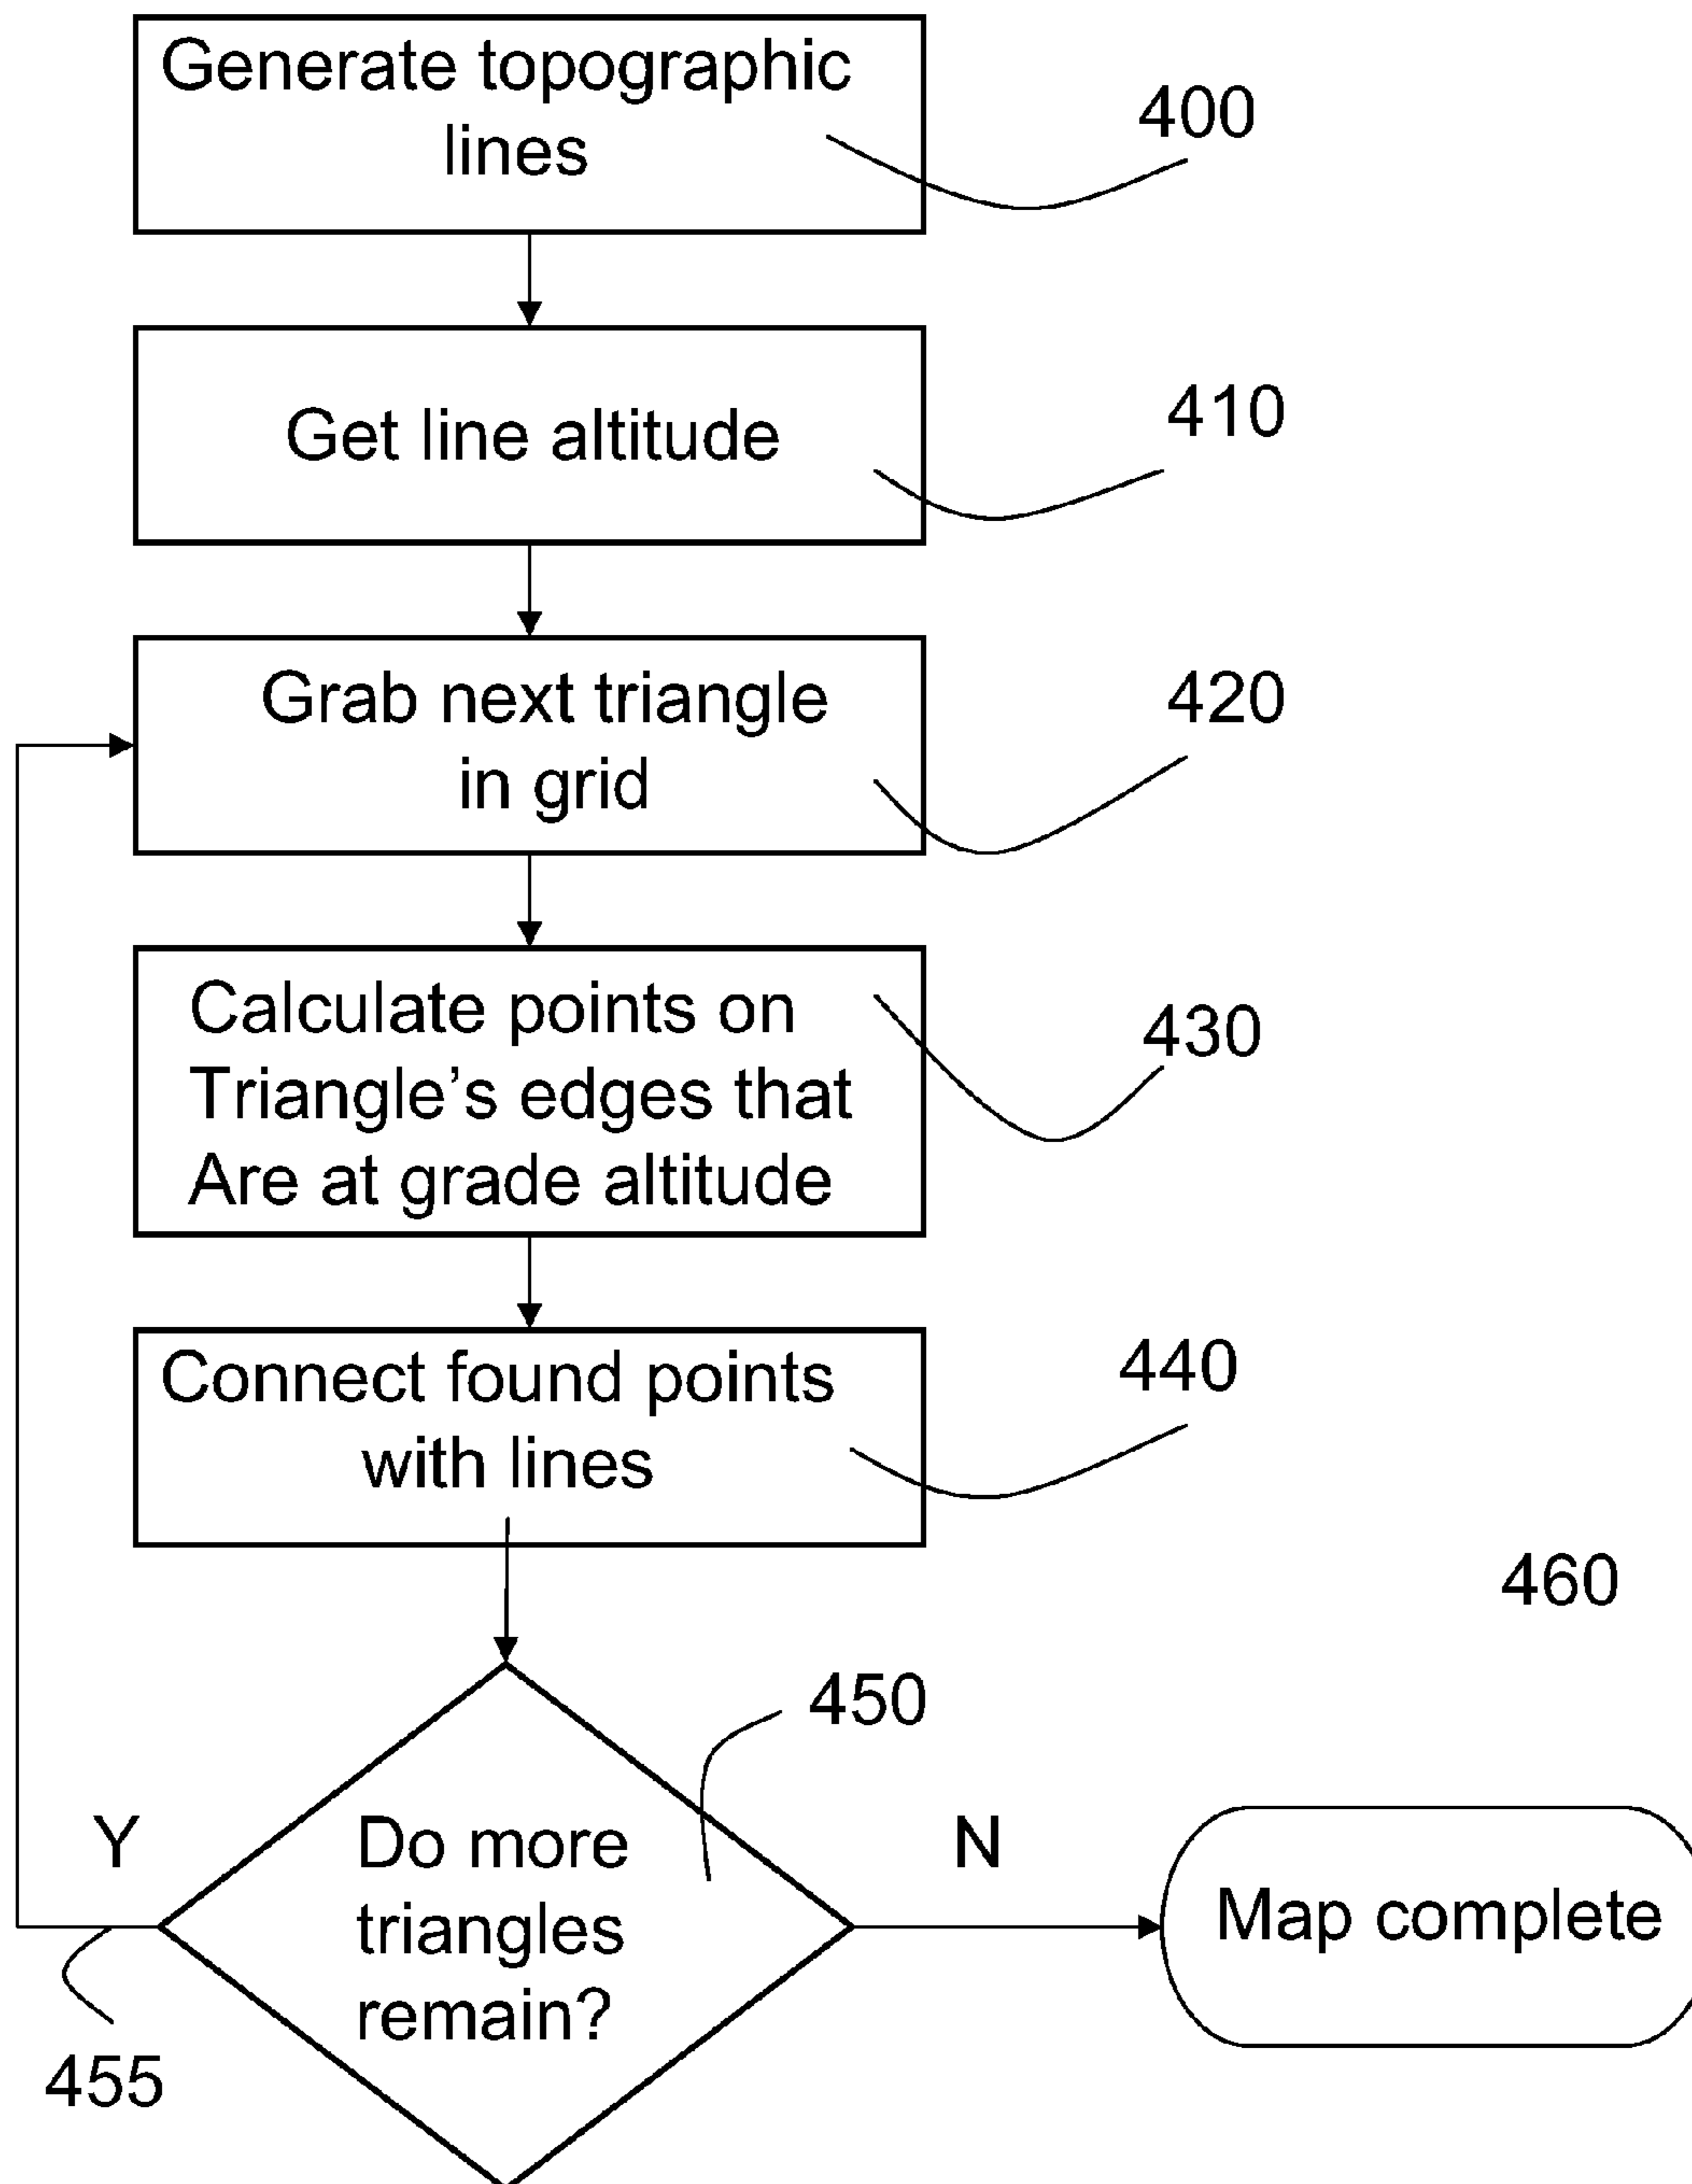 Generate topographic
lines
400
Get line altitude
410
Grab next triangle
in grid
420
Calculate points on
Triangle’s edges that
Are at grade altitude
430
Connect found points
with lines
440
460
450
Y
Do more
triangles
remain?
N
Map complete
455